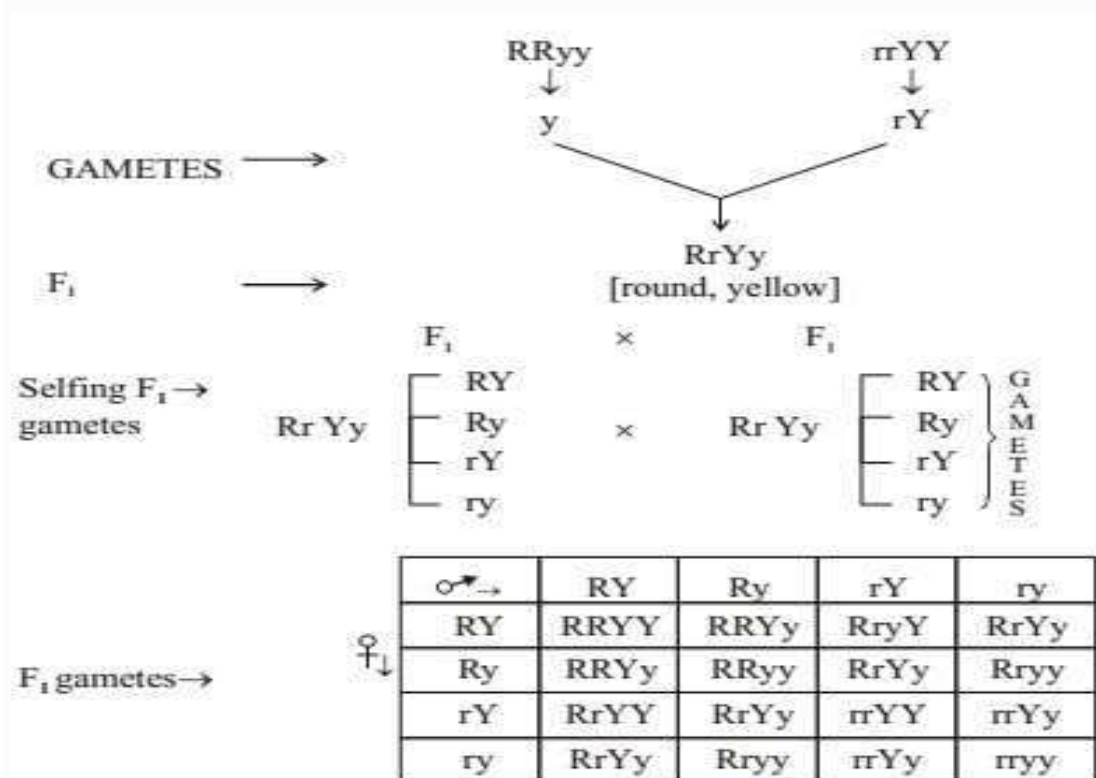 RRyy rrYY
↓ ↓
y rY
GAMETES →
RrYy
F₁ → [round, yellow]
F₁ × F₁
Selfing F₁→
gametes
Rr Yy × Rr Yy
RY RY
Ry Ry
rY rY
ry ry
GAMETES
♂→ RY Ry rY ry
♀↓
RY RRYY RRYy RryY RrYy
Ry RRYy RRyy RrYy Rryy
F₁ gametes→
rY RrYY RrYy rrYY rrYy
ry RrYy Rryy rrYy rryy